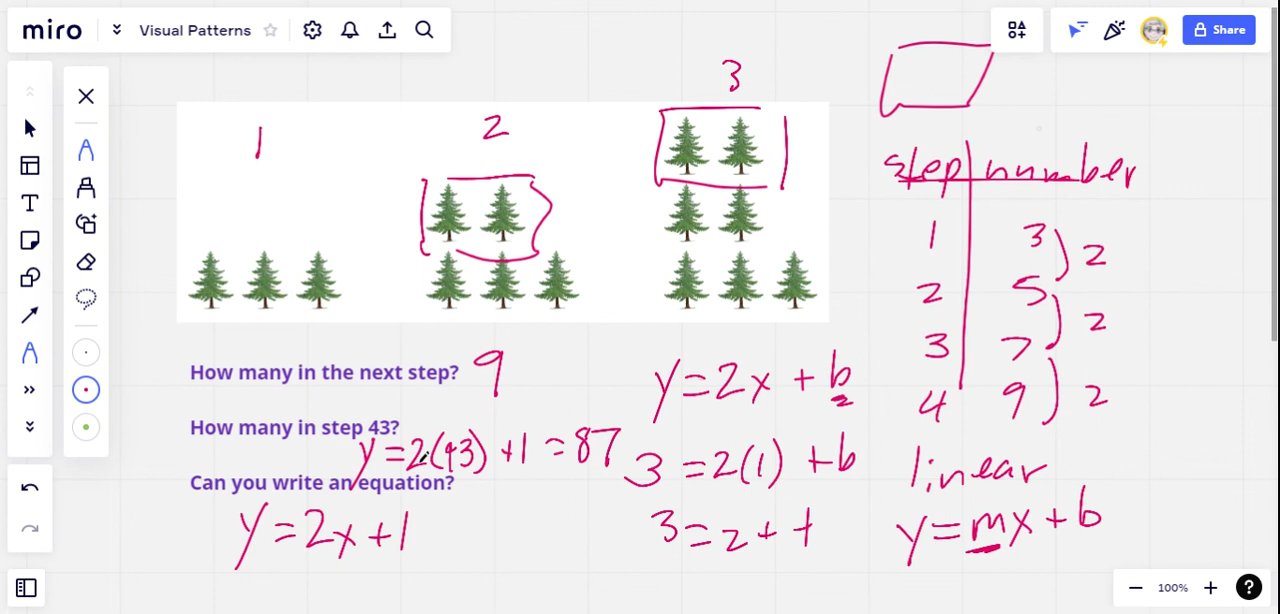 miro Visual Patterns Share
1
2
3
1
step number
1 3
2
2 5
2
3 7
2
4 9
How many in the next step? 9
How many in step 43?
y=2(43)+1=87
Can you write an equation?
y=2x+1
y=2x+b
3=2(1)+b
3=2+1
linear
y=mx+b
100%